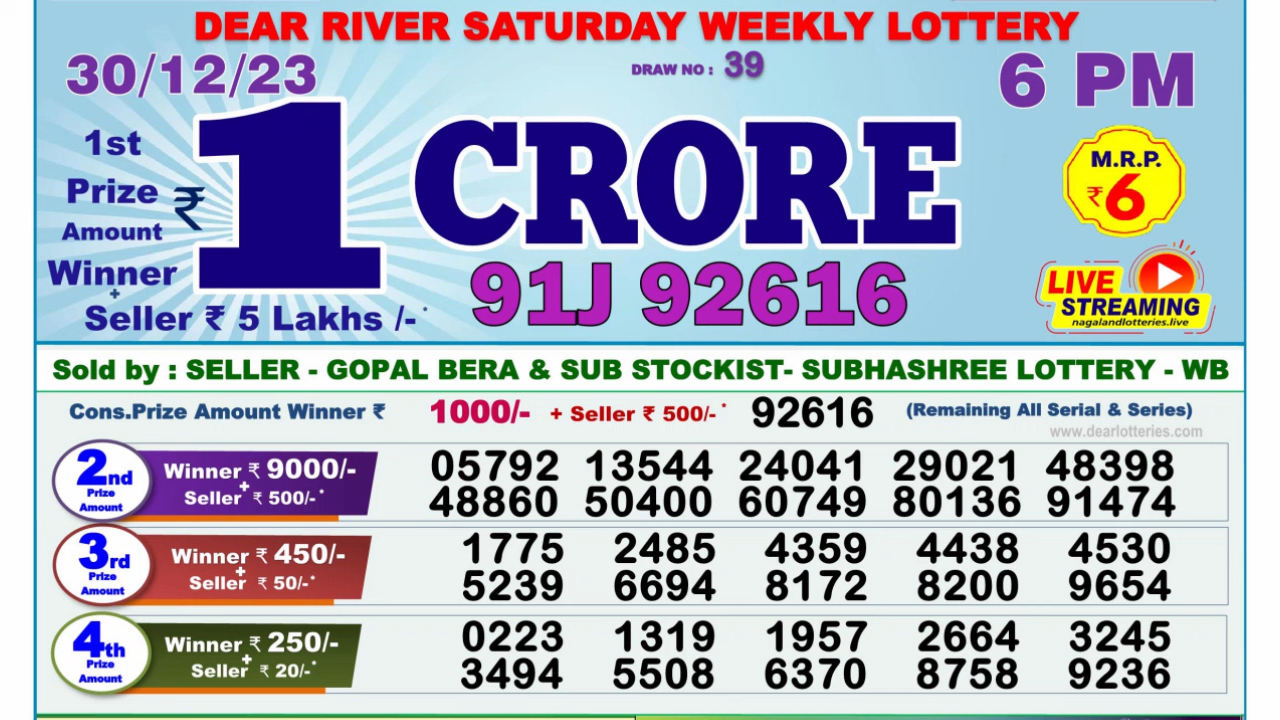 DEAR RIVER SATURDAY WEEKLY LOTTERY
30/12/23
DRAW NO : 39
6 PM
1st
Prize
Amount
Winner
+
Seller ₹ 5 Lakhs /-*
₹ 1 CRORE
91J 92616
M.R.P.
₹6
LIVE
STREAMING
nagalandlotteries.live
Sold by : SELLER - GOPAL BERA & SUB STOCKIST- SUBHASHREE LOTTERY - WB
Cons.Prize Amount Winner ₹ 1000/- + Seller ₹ 500/-* 92616 (Remaining All Serial & Series)
www.dearlotteries.com
2nd
Prize
Amount
Winner ₹ 9000/-
+
Seller ₹ 500/-*
05792 13544 24041 29021 48398
48860 50400 60749 80136 91474
3rd
Prize
Amount
Winner ₹ 450/-
+
Seller ₹ 50/-*
1775 2485 4359 4438 4530
5239 6694 8172 8200 9654
4th
Prize
Amount
Winner ₹ 250/-
+
Seller ₹ 20/-*
0223 1319 1957 2664 3245
3494 5508 6370 8758 9236